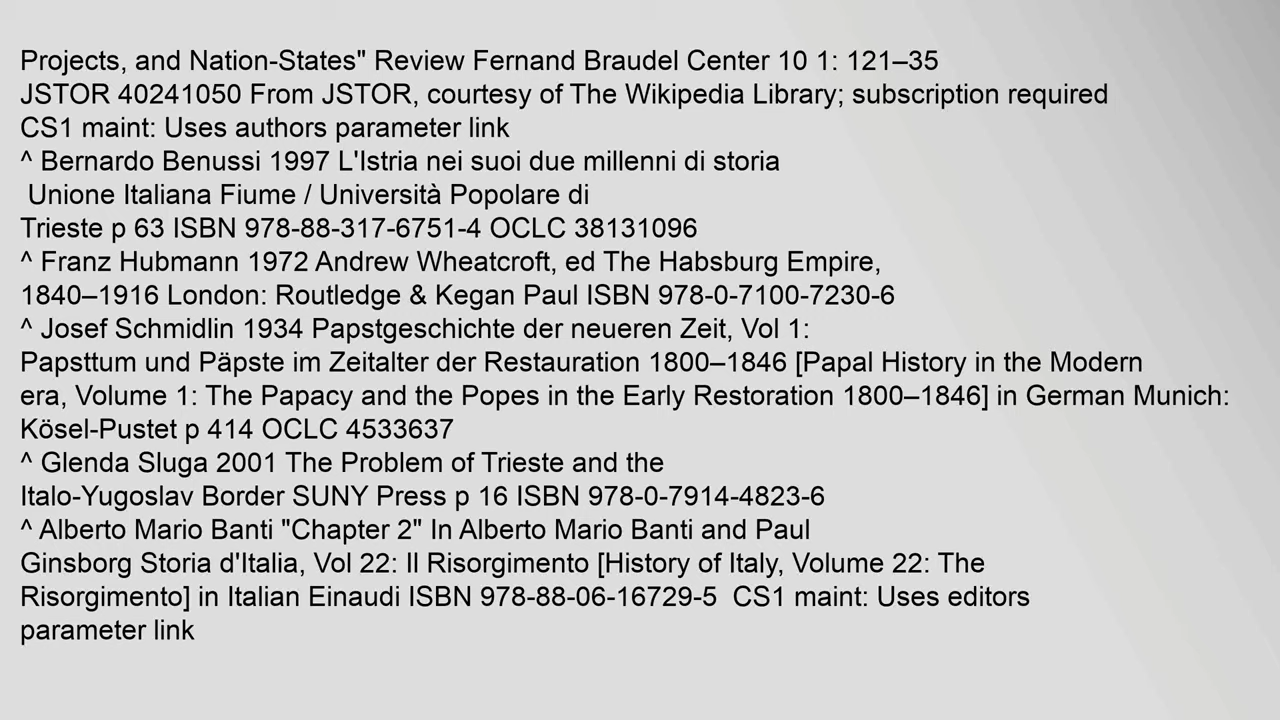 Projects, and Nation-States" Review Fernand Braudel Center 10 1: 121–35
JSTOR 40241050 From JSTOR, courtesy of The Wikipedia Library; subscription required
CS1 maint: Uses authors parameter link
^ Bernardo Benussi 1997 L'Istria nei suoi due millenni di storia
Unione Italiana Fiume / Università Popolare di
Trieste p 63 ISBN 978-88-317-6751-4 OCLC 38131096
^ Franz Hubmann 1972 Andrew Wheatcroft, ed The Habsburg Empire,
1840–1916 London: Routledge & Kegan Paul ISBN 978-0-7100-7230-6
^ Josef Schmidlin 1934 Papstgeschichte der neueren Zeit, Vol 1:
Papsttum und Päpste im Zeitalter der Restauration 1800–1846 [Papal History in the Modern
era, Volume 1: The Papacy and the Popes in the Early Restoration 1800–1846] in German Munich:
Kösel-Pustet p 414 OCLC 4533637
^ Glenda Sluga 2001 The Problem of Trieste and the
Italo-Yugoslav Border SUNY Press p 16 ISBN 978-0-7914-4823-6
^ Alberto Mario Banti "Chapter 2" In Alberto Mario Banti and Paul
Ginsborg Storia d'Italia, Vol 22: Il Risorgimento [History of Italy, Volume 22: The
Risorgimento] in Italian Einaudi ISBN 978-88-06-16729-5  CS1 maint: Uses editors
parameter link